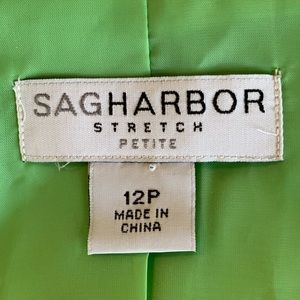 SAGHARBOR
STRETCH
PETITE
12P
MADE IN
CHINA